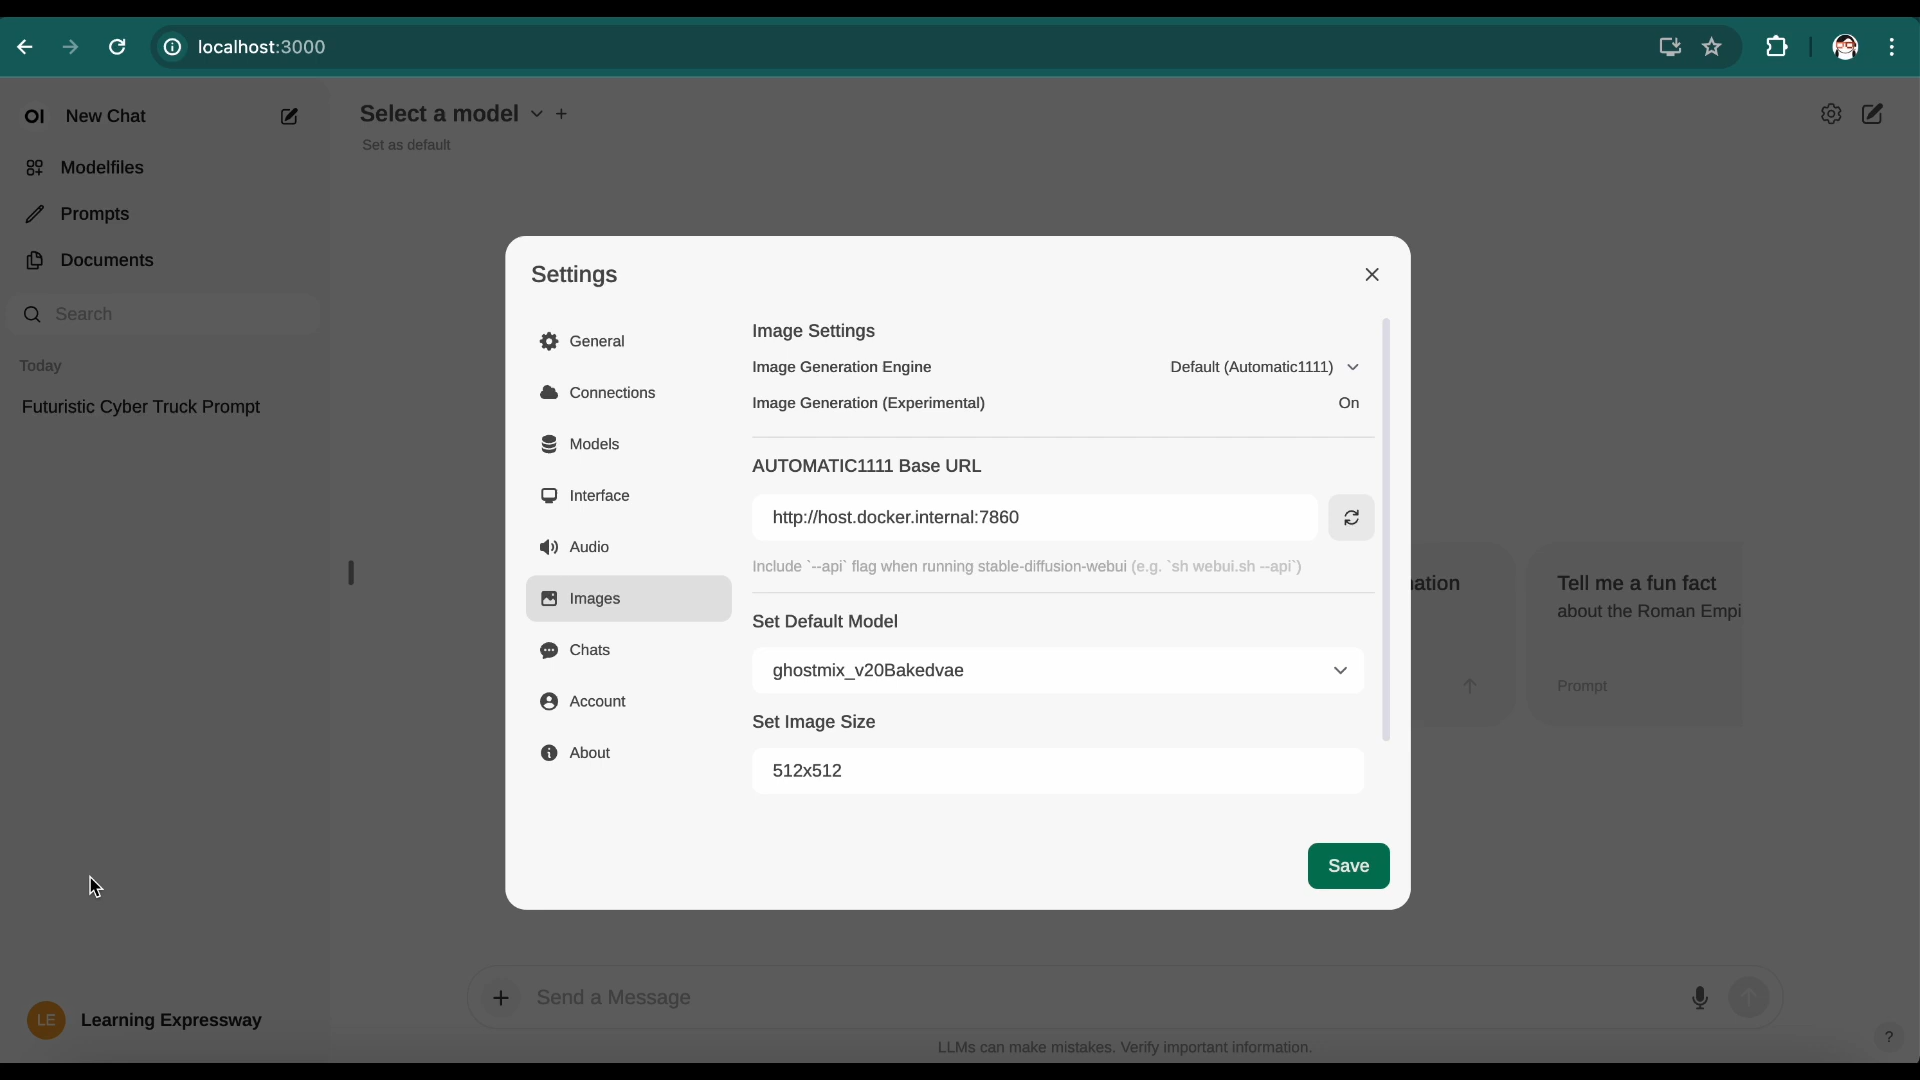 localhost:3000
OI New Chat
Modelfiles
Prompts
Documents
Search
Today
Futuristic Cyber Truck Prompt
LE Learning Expressway
Select a model
Set as default
Settings
General
Connections
Models
Interface
Audio
Images
Chats
Account
About
Image Settings
Image Generation Engine Default (Automatic1111)
Image Generation (Experimental) On
AUTOMATIC1111 Base URL
http://host.docker.internal:7860
Include `--api` flag when running stable-diffusion-webui (e.g. `sh webui.sh --api`)
Set Default Model
ghostmix_v20Bakedvae
Set Image Size
512x512
Save
Tell me a fun fact
about the Roman Empi
Prompt
Send a Message
LLMs can make mistakes. Verify important information.
?